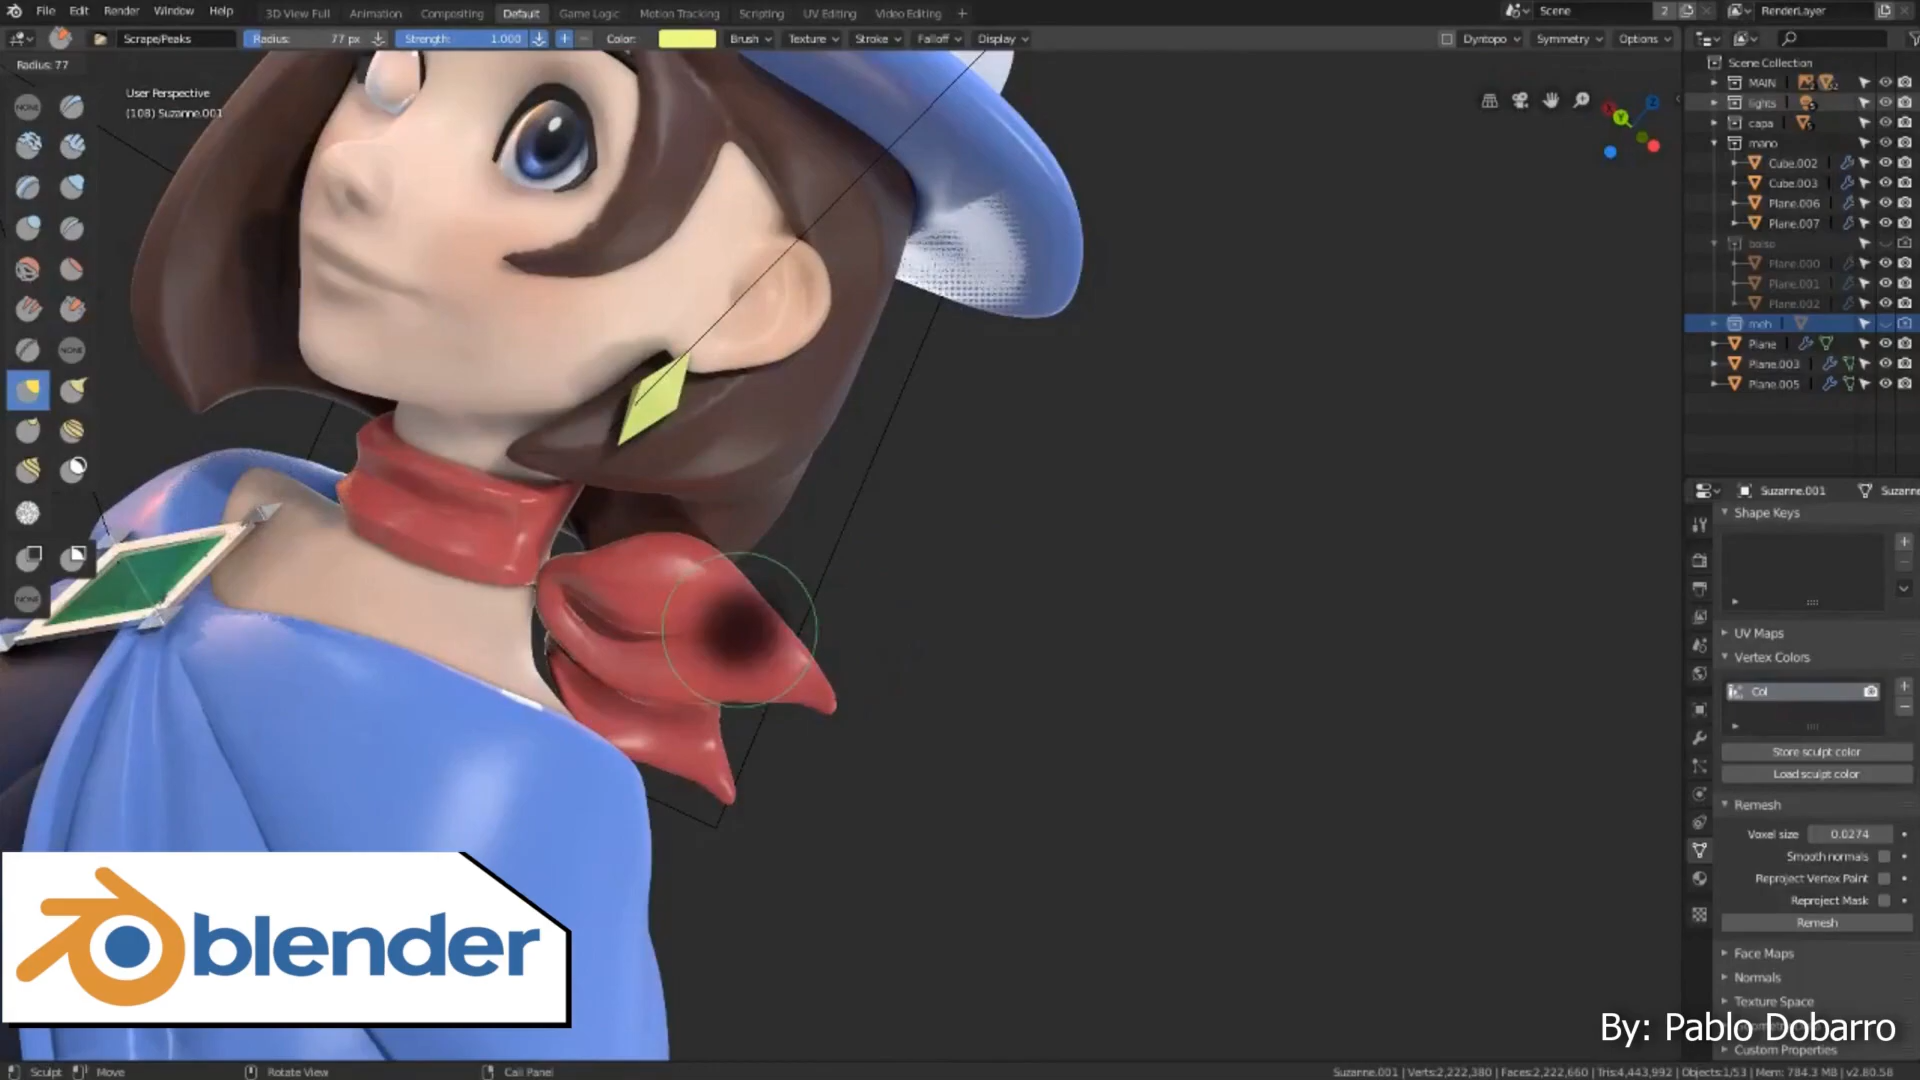 File Edit Render Window Help 3D View Full Animation Compositing Default Game Logic Motion Tracking Scripting UV Editing Video Editing + Scene 2 RenderLayer
Scrape/Peaks Radius: 77 px Strength: 1.000 Color: Brush Texture Stroke Falloff Display Dyntopo Symmetry Options
Radius: 77
User Perspective
(108) Suzanne.001
NONE
NONE
NONE
Scene Collection
MAIN
lights
capa
mano
Cube.002
Cube.003
Plane.006
Plane.007
bolso
Plane.000
Plane.001
Plane.002
meh
Plane
Plane.003
Plane.005
Suzanne.001 Suzanne
Shape Keys
UV Maps
Vertex Colors
Col
Store sculpt color
Load sculpt color
Remesh
Voxel size 0.0274
Smooth normals
Reproject Vertex Paint
Reproject Mask
Remesh
Face Maps
Normals
Texture Space
Custom Properties
blender
By: Pablo Dobarro
Sculpt Move Rotate View Call Panel Suzanne.001 | Verts:2,222,380 | Faces:2,222,660 | Tris:4,443,992 | Objects:1/53 | Mem: 784.3 MB | v2.80.58